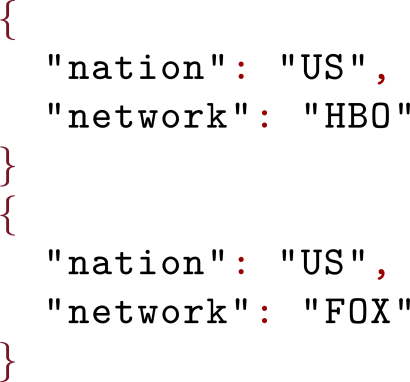 {
  "nation": "US",
  "network": "HBO"
}
{
  "nation": "US",
  "network": "FOX"
}